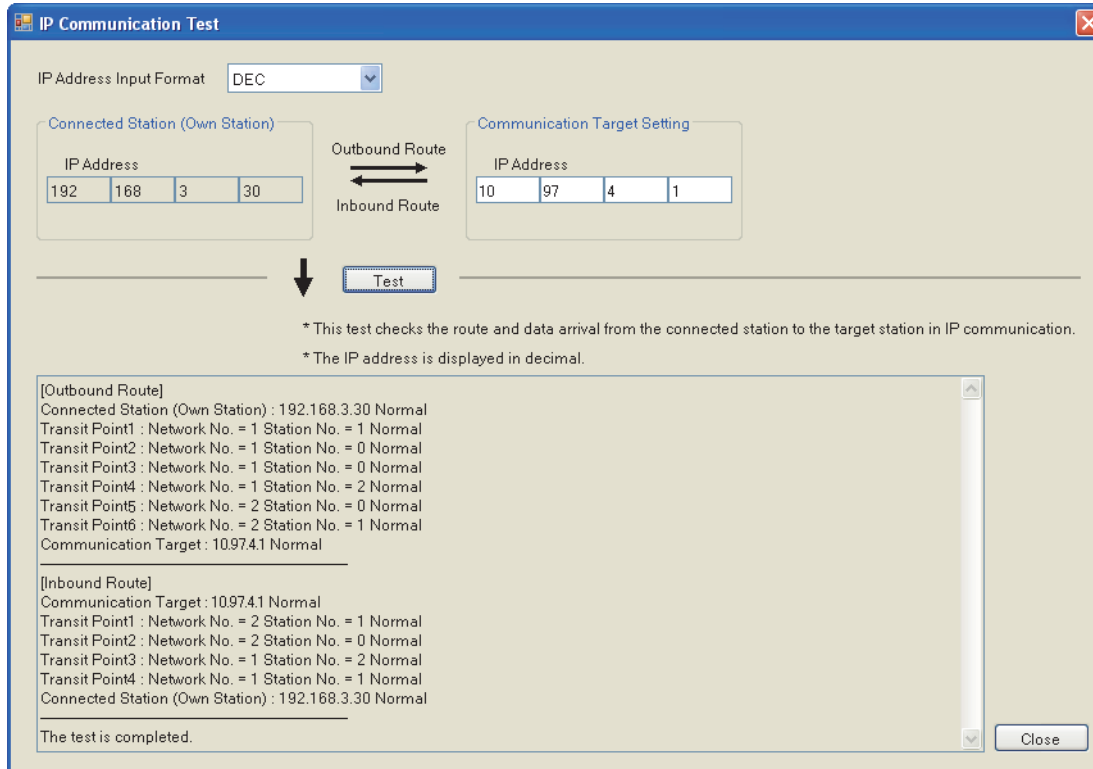 IP Communication Test
IP Address Input Format DEC
Connected Station (Own Station)
IP Address
192 168 3 30
Outbound Route
Inbound Route
Communication Target Setting
IP Address
10 97 4 1
Test
* This test checks the route and data arrival from the connected station to the target station in IP communication.
* The IP address is displayed in decimal.
[Outbound Route]
Connected Station (Own Station) : 192.168.3.30 Normal
Transit Point1 : Network No. = 1 Station No. = 1 Normal
Transit Point2 : Network No. = 1 Station No. = 0 Normal
Transit Point3 : Network No. = 1 Station No. = 0 Normal
Transit Point4 : Network No. = 1 Station No. = 2 Normal
Transit Point5 : Network No. = 2 Station No. = 0 Normal
Transit Point6 : Network No. = 2 Station No. = 1 Normal
Communication Target : 10.97.4.1 Normal
[Inbound Route]
Communication Target : 10.97.4.1 Normal
Transit Point1 : Network No. = 2 Station No. = 1 Normal
Transit Point2 : Network No. = 2 Station No. = 0 Normal
Transit Point3 : Network No. = 1 Station No. = 2 Normal
Transit Point4 : Network No. = 1 Station No. = 1 Normal
Connected Station (Own Station) : 192.168.3.30 Normal
The test is completed.
Close